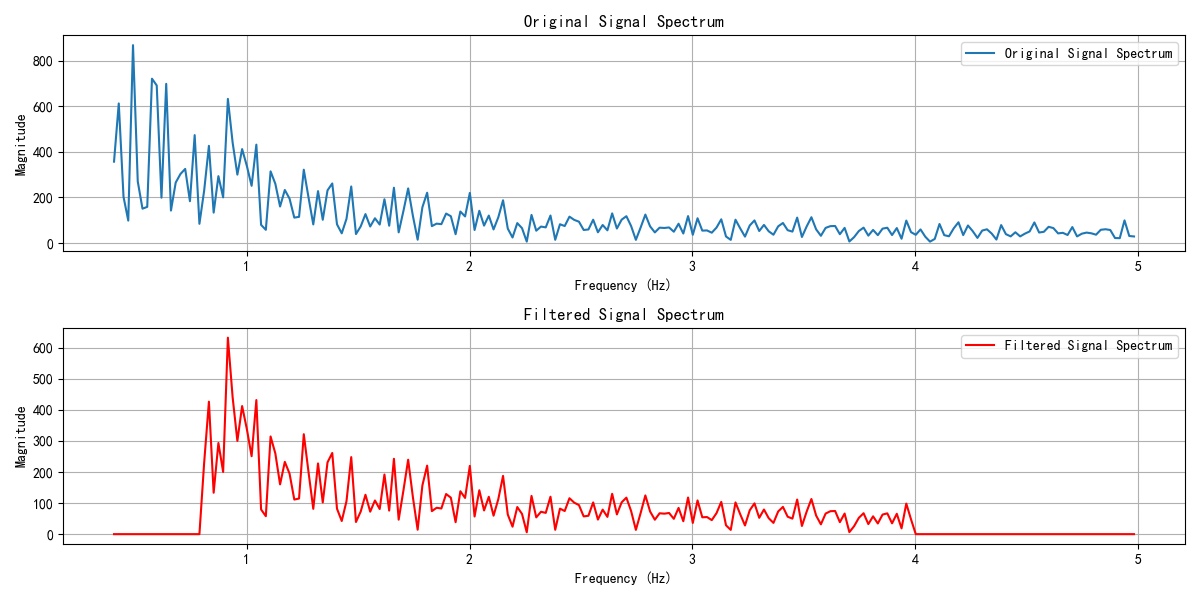 Original Signal Spectrum
Original Signal Spectrum
Magnitude
800
600
400
200
0
1
2
3
4
5
Frequency (Hz)
Filtered Signal Spectrum
Filtered Signal Spectrum
Magnitude
600
500
400
300
200
100
0
1
2
3
4
5
Frequency (Hz)